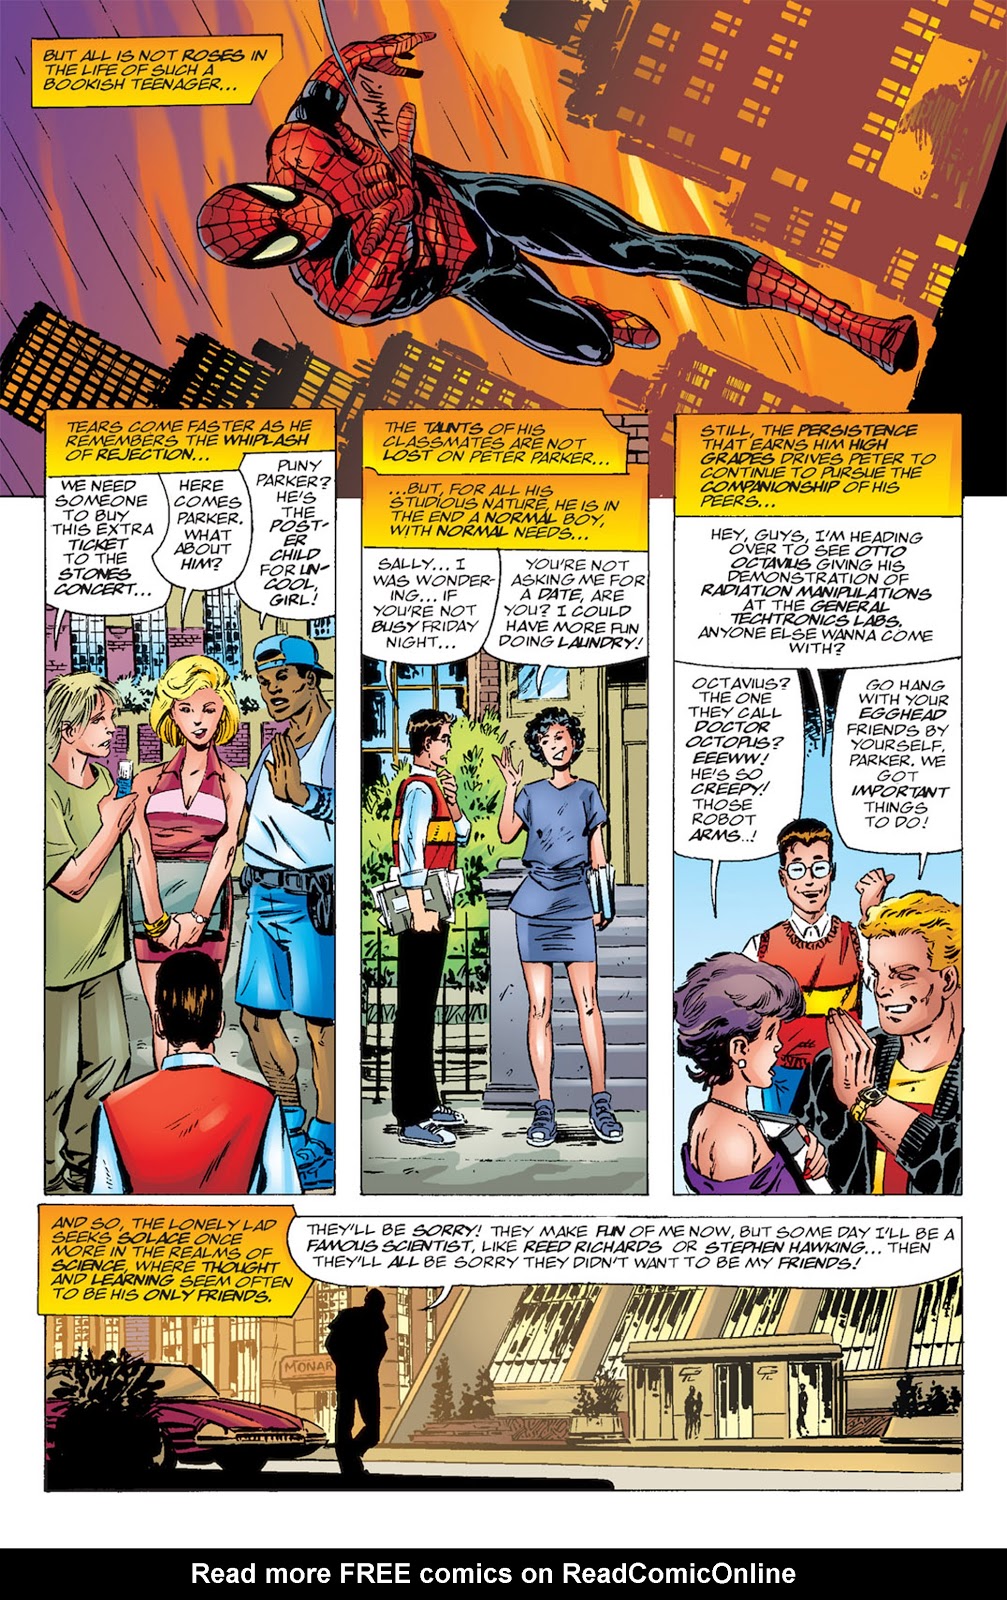 BUT ALL IS NOT ROSES IN
THE LIFE OF SUCH A
BOOKISH TEENAGER...
THWIP!
TEARS COME FASTER AS HE
REMEMBERS THE WHIPLASH
OF REJECTION...
WE NEED
SOMEONE
TO BUY
THIS EXTRA
TICKET
TO THE
STONES
CONCERT...
HERE
COMES
PARKER.
WHAT
ABOUT
HIM?
PUNY
PARKER?
HE'S
THE
POST-
ER
CHILD
FOR UN-
COOL,
GIRL!
THE TAUNTS OF HIS
CLASSMATES ARE NOT
LOST ON PETER PARKER...
...BUT, FOR ALL HIS
STUDIOUS NATURE, HE IS IN
THE END A NORMAL BOY,
WITH NORMAL NEEDS...
SALLY... I
WAS WONDER-
ING... IF
YOU'RE NOT
BUSY FRIDAY
NIGHT...
YOU'RE NOT
ASKING ME FOR
A DATE, ARE
YOU? I COULD
HAVE MORE FUN
DOING LAUNDRY!
STILL, THE PERSISTENCE
THAT EARNS HIM HIGH
GRADES DRIVES PETER TO
CONTINUE TO PURSUE THE
COMPANIONSHIP OF HIS
PEERS...
HEY, GUYS, I'M HEADING
OVER TO SEE OTTO
OCTAVIUS GIVING HIS
DEMONSTRATION OF
RADIATION MANIPULATIONS
AT THE GENERAL
TECHTRONICS LABS.
ANYONE ELSE WANNA COME
WITH?
OCTAVIUS?
THE ONE
THEY CALL
DOCTOR
OCTOPUS?
EEEWW!
HE'S SO
CREEPY!
THOSE
ROBOT
ARMS..!
GO HANG
WITH YOUR
EGGHEAD
FRIENDS BY
YOURSELF,
PARKER. WE
GOT
IMPORTANT
THINGS
TO DO!
AND SO, THE LONELY LAD
SEEKS SOLACE ONCE
MORE IN THE REALMS OF
SCIENCE, WHERE THOUGHT
AND LEARNING SEEM OFTEN
TO BE HIS ONLY FRIENDS.
THEY'LL BE SORRY! THEY MAKE FUN OF ME NOW, BUT SOME DAY I'LL BE A
FAMOUS SCIENTIST, LIKE REED RICHARDS OR STEPHEN HAWKING... THEN
THEY'LL ALL BE SORRY THEY DIDN'T WANT TO BE MY FRIENDS!
MONAR
Read more FREE comics on ReadComicOnline